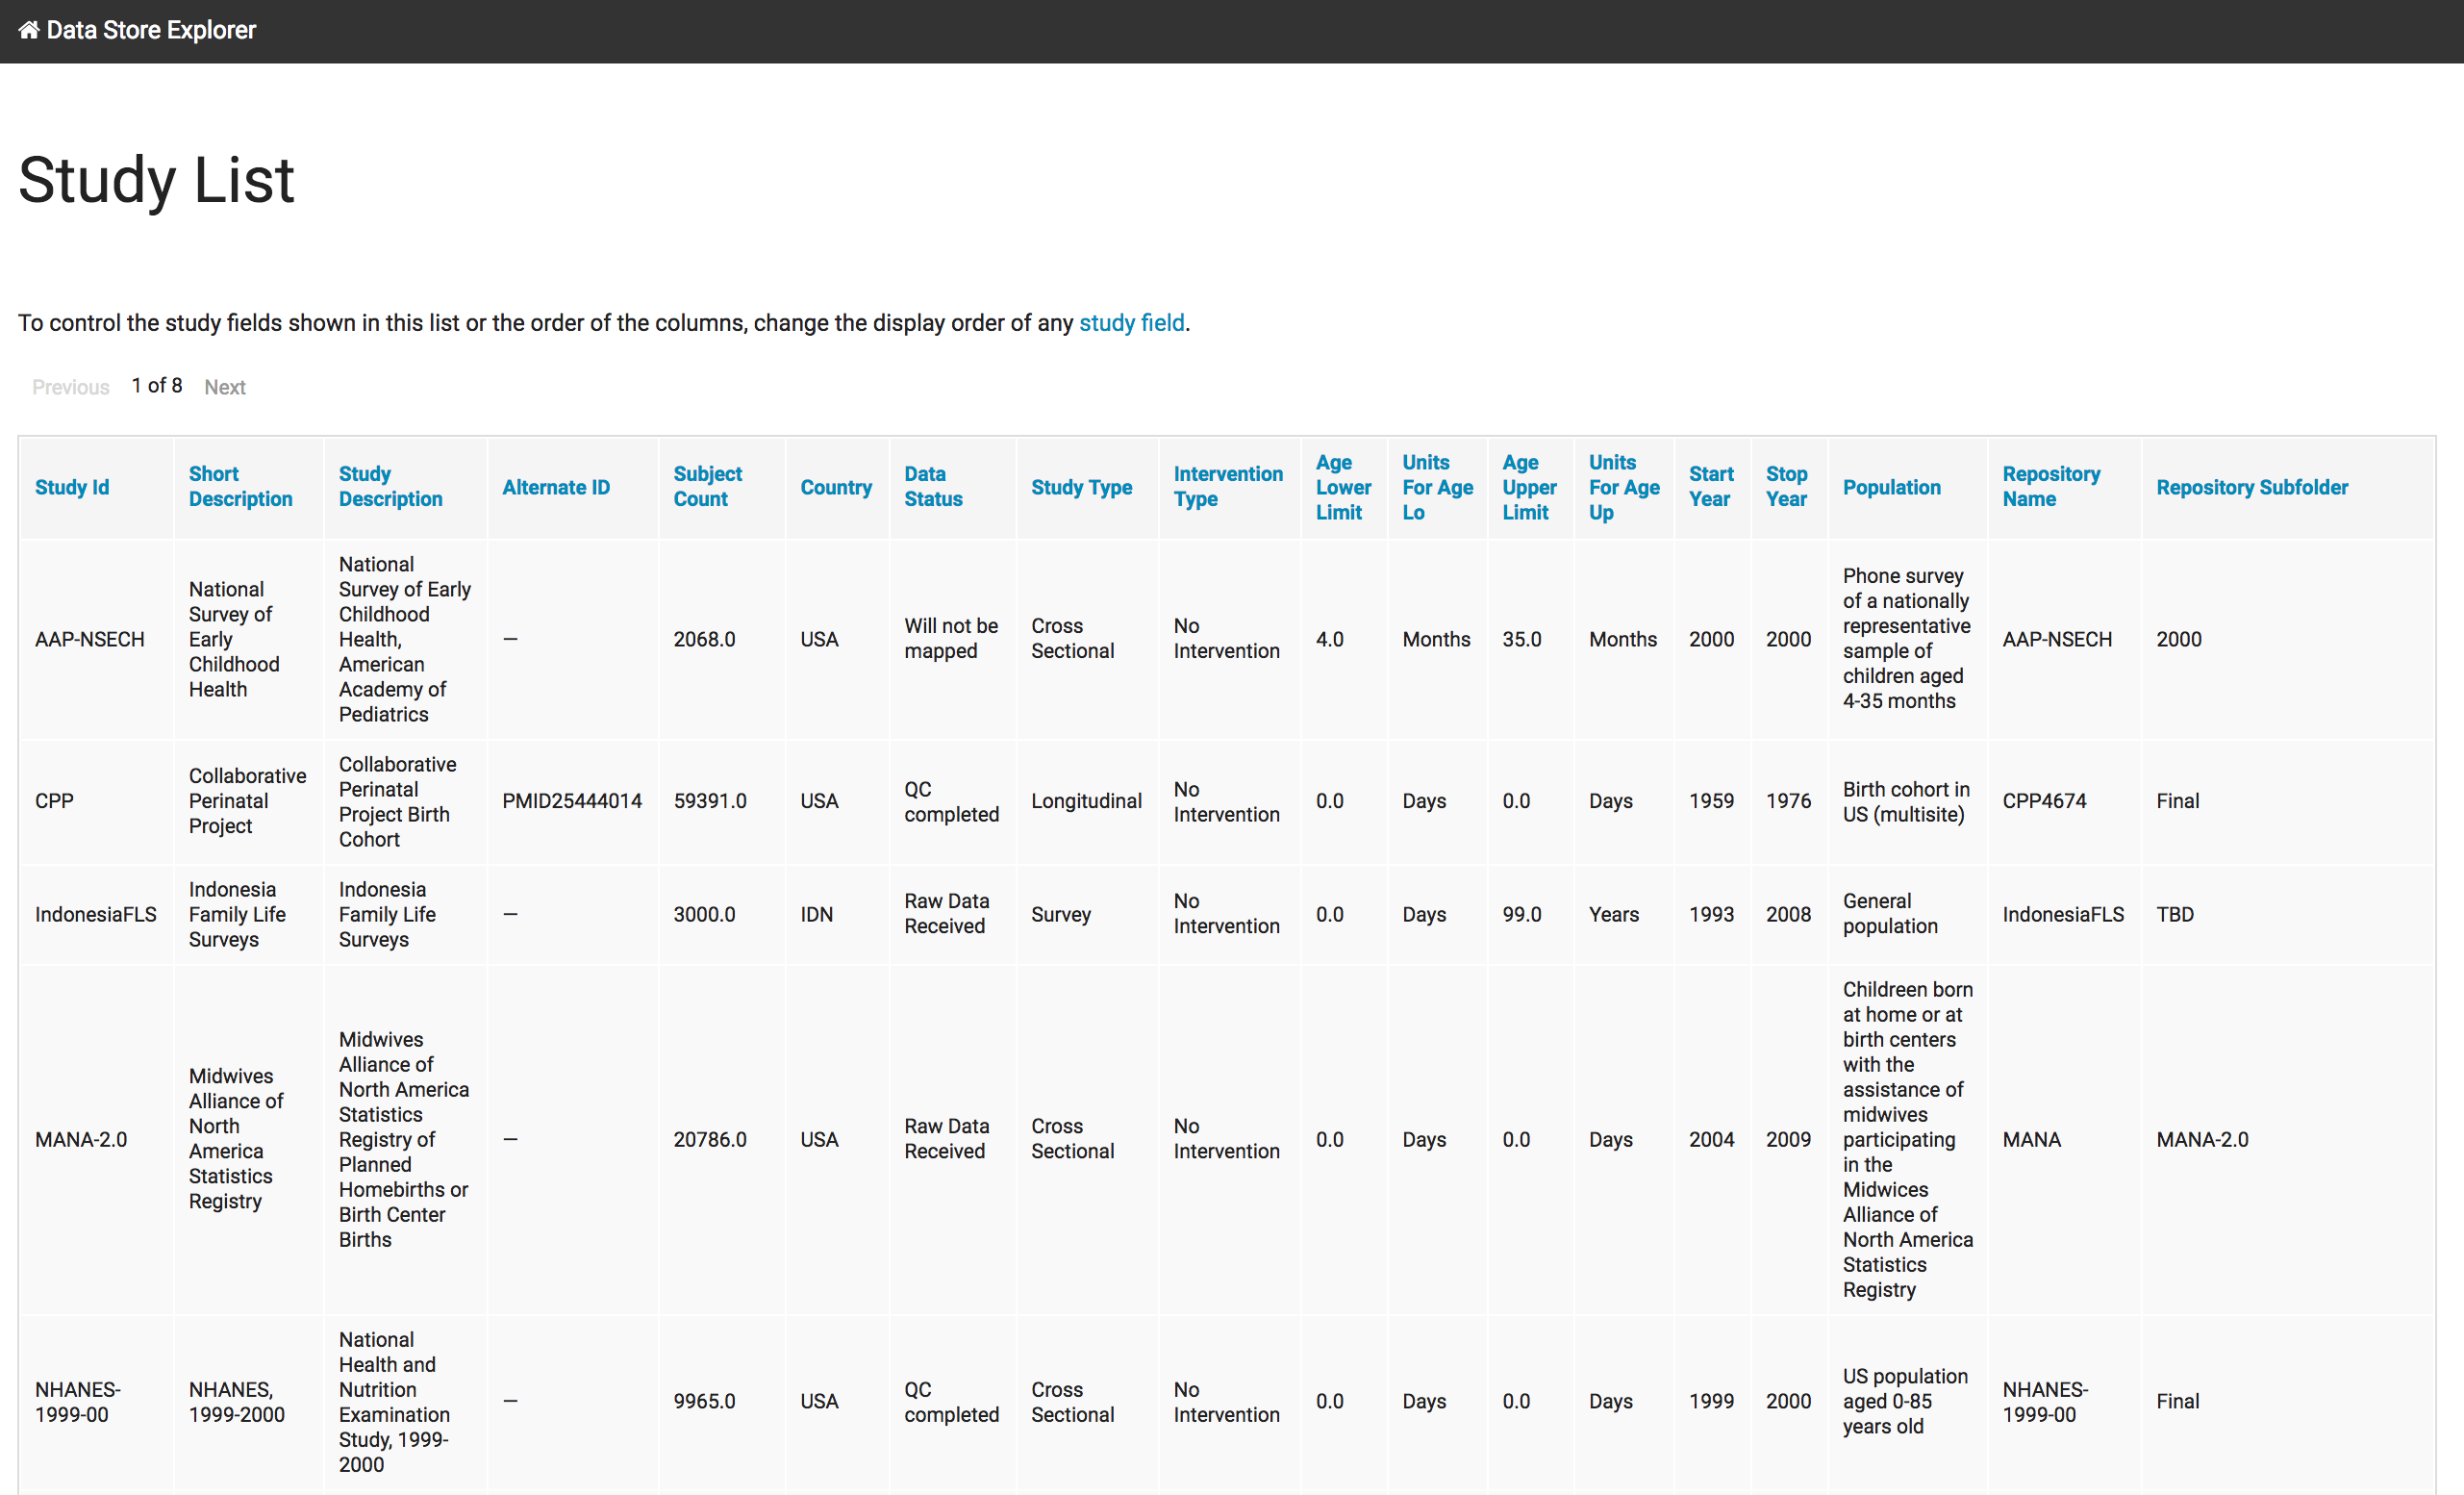 Data Store Explorer
Study List
To control the study fields shown in this list or the order of the columns, change the display order of any study field.
Previous 1 of 8 Next
Study Id
Short
Description
Study
Description
Alternate ID
Subject
Count
Country
Data
Status
Study Type
Intervention
Type
Age
Lower
Limit
Units
For Age
Lo
Age
Upper
Limit
Units
For Age
Up
Start
Year
Stop
Year
Population
Repository
Name
Repository Subfolder
AAP-NSECH
National
Survey of
Early
Childhood
Health
National
Survey of Early
Childhood
Health,
American
Academy of
Pediatrics
—
2068.0
USA
Will not be
mapped
Cross
Sectional
No
Intervention
4.0
Months
35.0
Months
2000
2000
Phone survey
of a nationally
representative
sample of
children aged
4-35 months
AAP-NSECH
2000
CPP
Collaborative
Perinatal
Project
Collaborative
Perinatal
Project Birth
Cohort
PMID25444014
59391.0
USA
QC
completed
Longitudinal
No
Intervention
0.0
Days
0.0
Days
1959
1976
Birth cohort in
US (multisite)
CPP4674
Final
IndonesiaFLS
Indonesia
Family Life
Surveys
Indonesia
Family Life
Surveys
—
3000.0
IDN
Raw Data
Received
Survey
No
Intervention
0.0
Days
99.0
Years
1993
2008
General
population
IndonesiaFLS
TBD
MANA-2.0
Midwives
Alliance of
North
America
Statistics
Registry
Midwives
Alliance of
North America
Statistics
Registry of
Planned
Homebirths or
Birth Center
Births
—
20786.0
USA
Raw Data
Received
Cross
Sectional
No
Intervention
0.0
Days
0.0
Days
2004
2009
Childreen born
at home or at
birth centers
with the
assistance of
midwives
participating
in the
Midwices
Alliance of
North America
Statistics
Registry
MANA
MANA-2.0
NHANES-
1999-00
NHANES,
1999-2000
National
Health and
Nutrition
Examination
Study, 1999-
2000
—
9965.0
USA
QC
completed
Cross
Sectional
No
Intervention
0.0
Days
0.0
Days
1999
2000
US population
aged 0-85
years old
NHANES-
1999-00
Final